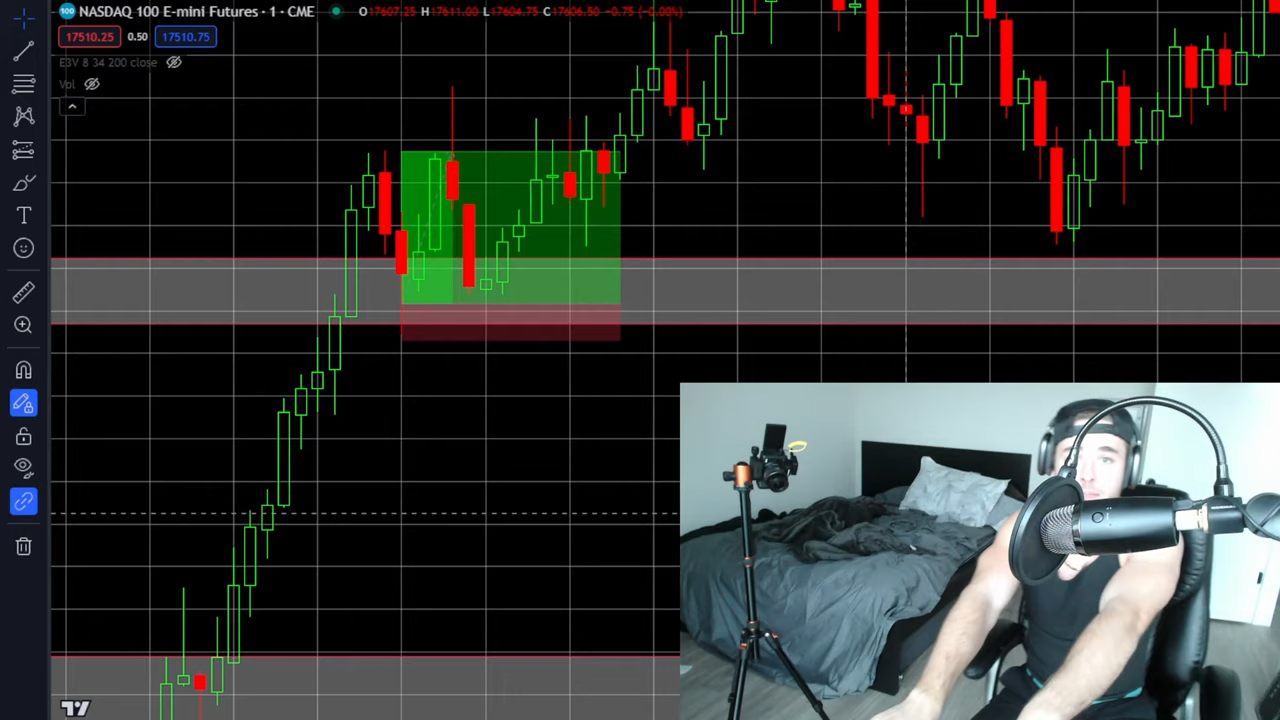 100 NASDAQ 100 E-mini Futures · 1 · CME O17607.25 H17611.00 L17604.75 C17606.50 −0.75 (−0.00%)
17510.25 0.50 17510.75
EBV 8 34 200 close
Vol
T